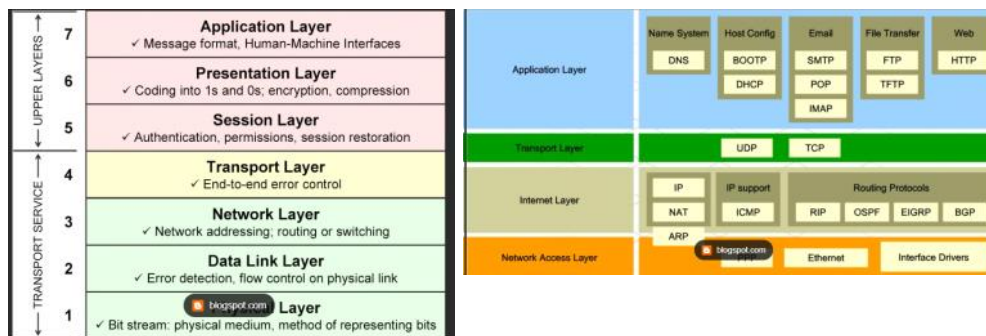 UPPER LAYERS
TRANSPORT SERVICE
7
Application Layer
✓ Message format, Human-Machine Interfaces
6
Presentation Layer
✓ Coding into 1s and 0s; encryption, compression
5
Session Layer
✓ Authentication, permissions, session restoration
4
Transport Layer
✓ End-to-end error control
3
Network Layer
✓ Network addressing; routing or switching
2
Data Link Layer
✓ Error detection, flow control on physical link
1
Layer
blogspot.com
✓ Bit stream: physical medium, method of representing bits
Application Layer
Name System
DNS
Host Config
BOOTP
DHCP
Email
SMTP
POP
IMAP
File Transfer
FTP
TFTP
Web
HTTP
Transport Layer
UDP
TCP
Internet Layer
IP
NAT
ARP
IP support
ICMP
Routing Protocols
RIP
OSPF
EIGRP
BGP
Network Access Layer
blogspot.com
Ethernet
Interface Drivers